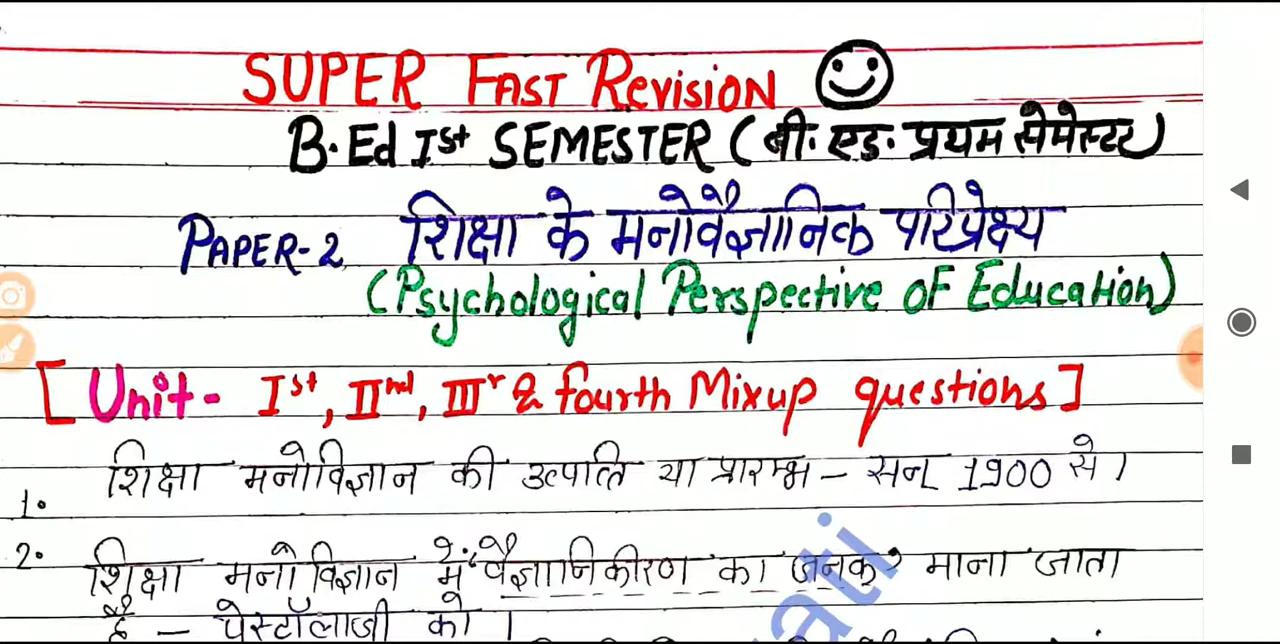 SUPER FAST Revision
B.Ed Ist SEMESTER (बी.एड. प्रथम सेमेस्टर)
PAPER-2 शिक्षा के मनोवैज्ञानिक परिप्रेक्ष्य
(Psychological Perspective OF Education)
[Unit- Ist, IInd, IIIr & fourth Mixup questions]
1. शिक्षा मनोविज्ञान की उत्पत्ति या प्रारम्भ – सन् 1900 से।
2. शिक्षा मनोविज्ञान में 'वैज्ञानिकीरण का जनक' माना जाता
है – पेस्टॉलाजी को।